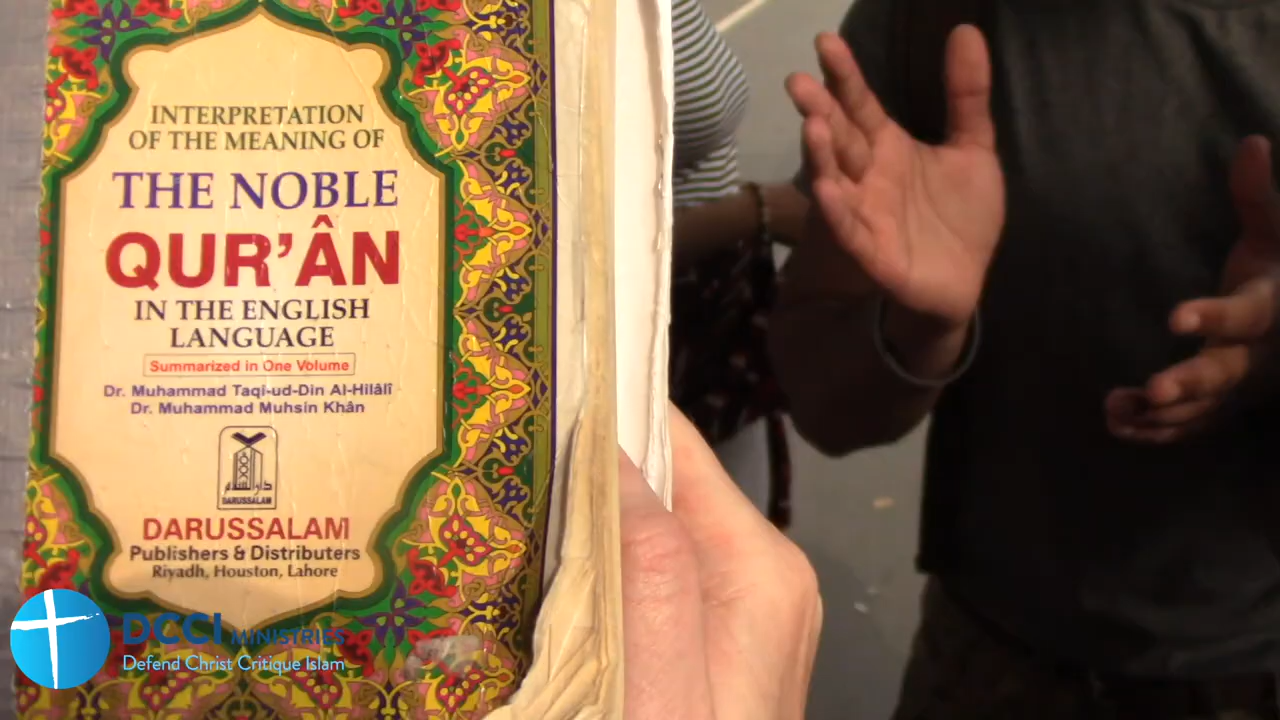 INTERPRETATION
OF THE MEANING OF
THE NOBLE
QUR'ÂN
IN THE ENGLISH
LANGUAGE
Summarized in One Volume
Dr. Muhammad Taqi-ud-Din Al-Hilâlî
Dr. Muhammad Muhsin Khân
دار السلام
DARUSSALAM
DARUSSALAM
Publishers & Distributers
Riyadh, Houston, Lahore
DCCI MINISTRIES
Defend Christ Critique Islam